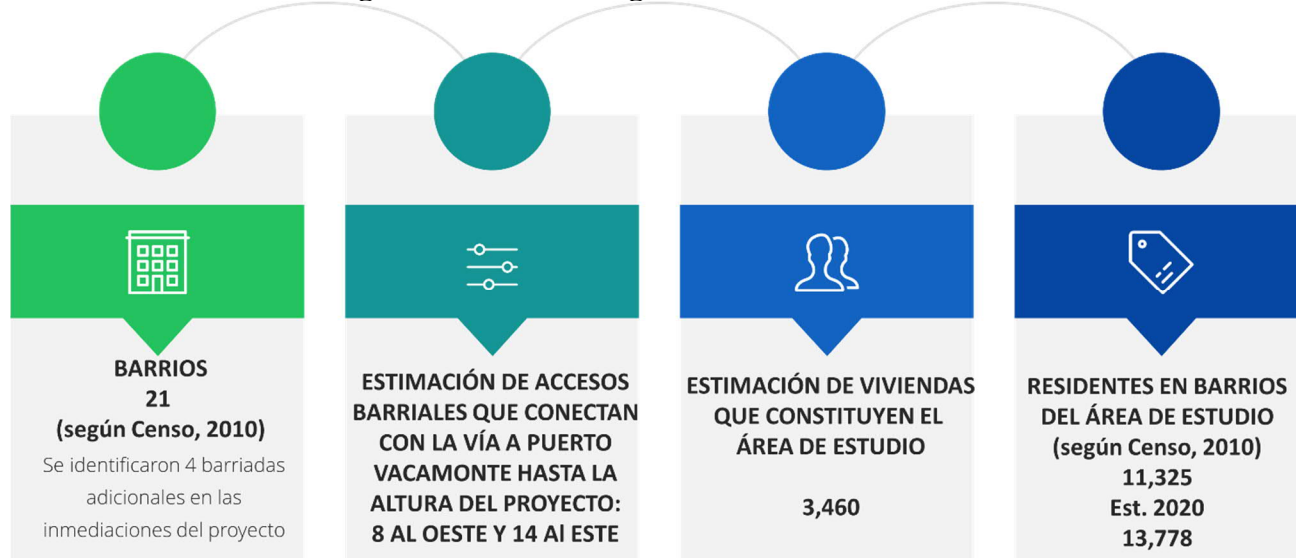 BARRIOS
21
(según Censo, 2010)
Se identificaron 4 barriadas
adicionales en las
inmediaciones del proyecto
ESTIMACIÓN DE ACCESOS
BARRIALES QUE CONECTAN
CON LA VÍA A PUERTO
VACAMONTE HASTA LA
ALTURA DEL PROYECTO:
8 AL OESTE Y 14 Al ESTE
ESTIMACIÓN DE VIVIENDAS
QUE CONSTITUYEN EL
ÁREA DE ESTUDIO
3,460
RESIDENTES EN BARRIOS
DEL ÁREA DE ESTUDIO
(según Censo, 2010)
11,325
Est. 2020
13,778